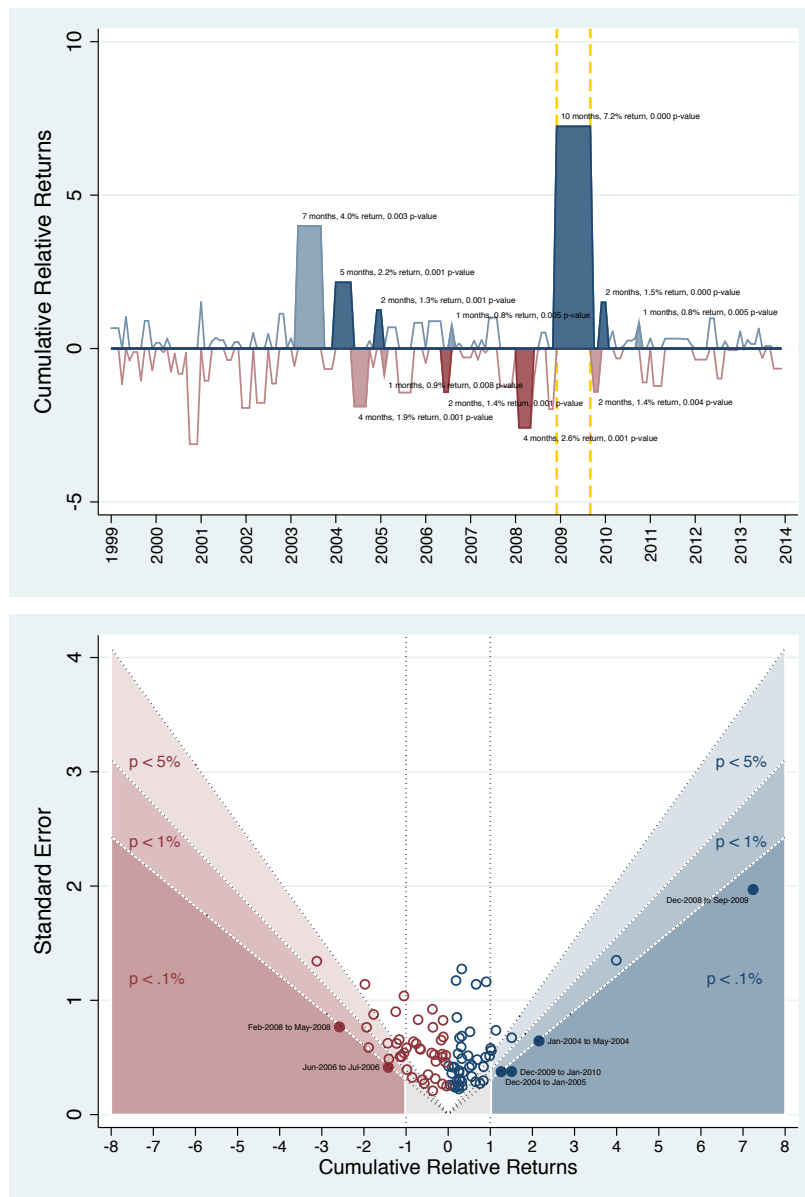 10
5
0
-5
Cumulative Relative Returns
10 months, 7.2% return, 0.000 p-value
7 months, 4.0% return, 0.003 p-value
5 months, 2.2% return, 0.001 p-value
2 months, 1.5% return, 0.000 p-value
2 months, 1.3% return, 0.001 p-value
1 months, 0.8% return, 0.005 p-value
1 months, 0.8% return, 0.005 p-value
1 months, 0.9% return, 0.008 p-value
2 months, 1.4% return, 0.001 p-value
2 months, 1.4% return, 0.004 p-value
4 months, 1.9% return, 0.001 p-value
4 months, 2.6% return, 0.001 p-value
1999 2000 2001 2002 2003 2004 2005 2006 2007 2008 2009 2010 2011 2012 2013 2014
4
3
2
1
0
Standard Error
p < 5%
p < 5%
p < 1%
p < 1%
p < .1%
p < .1%
Dec-2008 to Sep-2009
Feb-2008 to May-2008
Jan-2004 to May-2004
Jun-2006 to Jul-2006
Dec-2009 to Jan-2010
Dec-2004 to Jan-2005
-8 -7 -6 -5 -4 -3 -2 -1 0 1 2 3 4 5 6 7 8
Cumulative Relative Returns